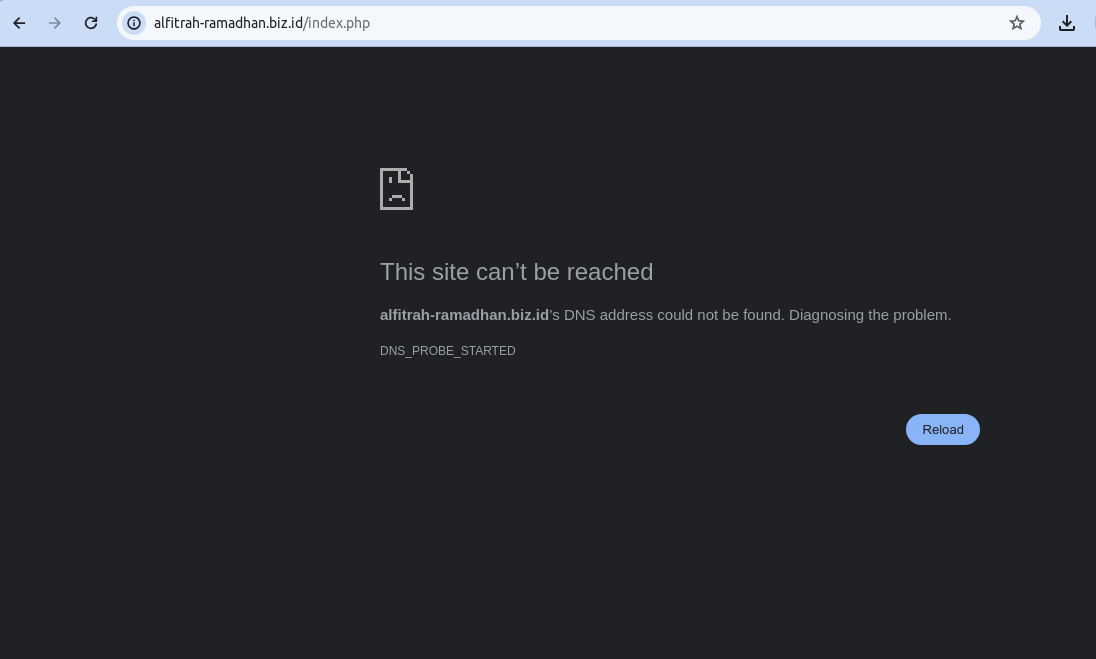 alfitrah-ramadhan.biz.id/index.php
This site can’t be reached
alfitrah-ramadhan.biz.id’s DNS address could not be found. Diagnosing the problem.
DNS_PROBE_STARTED
Reload